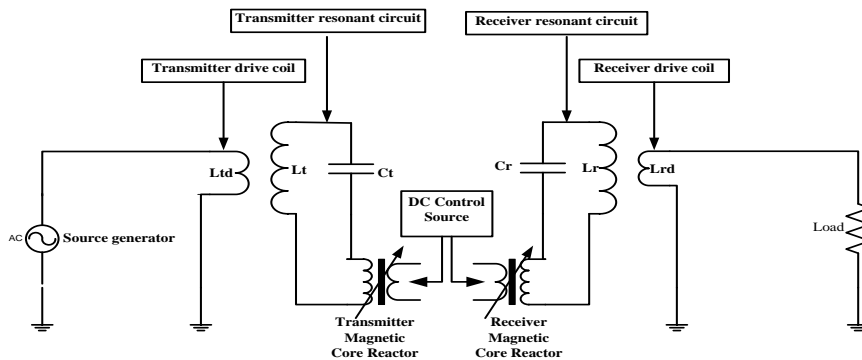 Transmitter resonant circuit
Receiver resonant circuit
Transmitter drive coil
Receiver drive coil
Ltd
Lt
Ct
Cr
Lr
Lrd
DC Control
Source
AC
Source generator
Load
Transmitter
Magnetic
Core Reactor
Receiver
Magnetic
Core Reactor